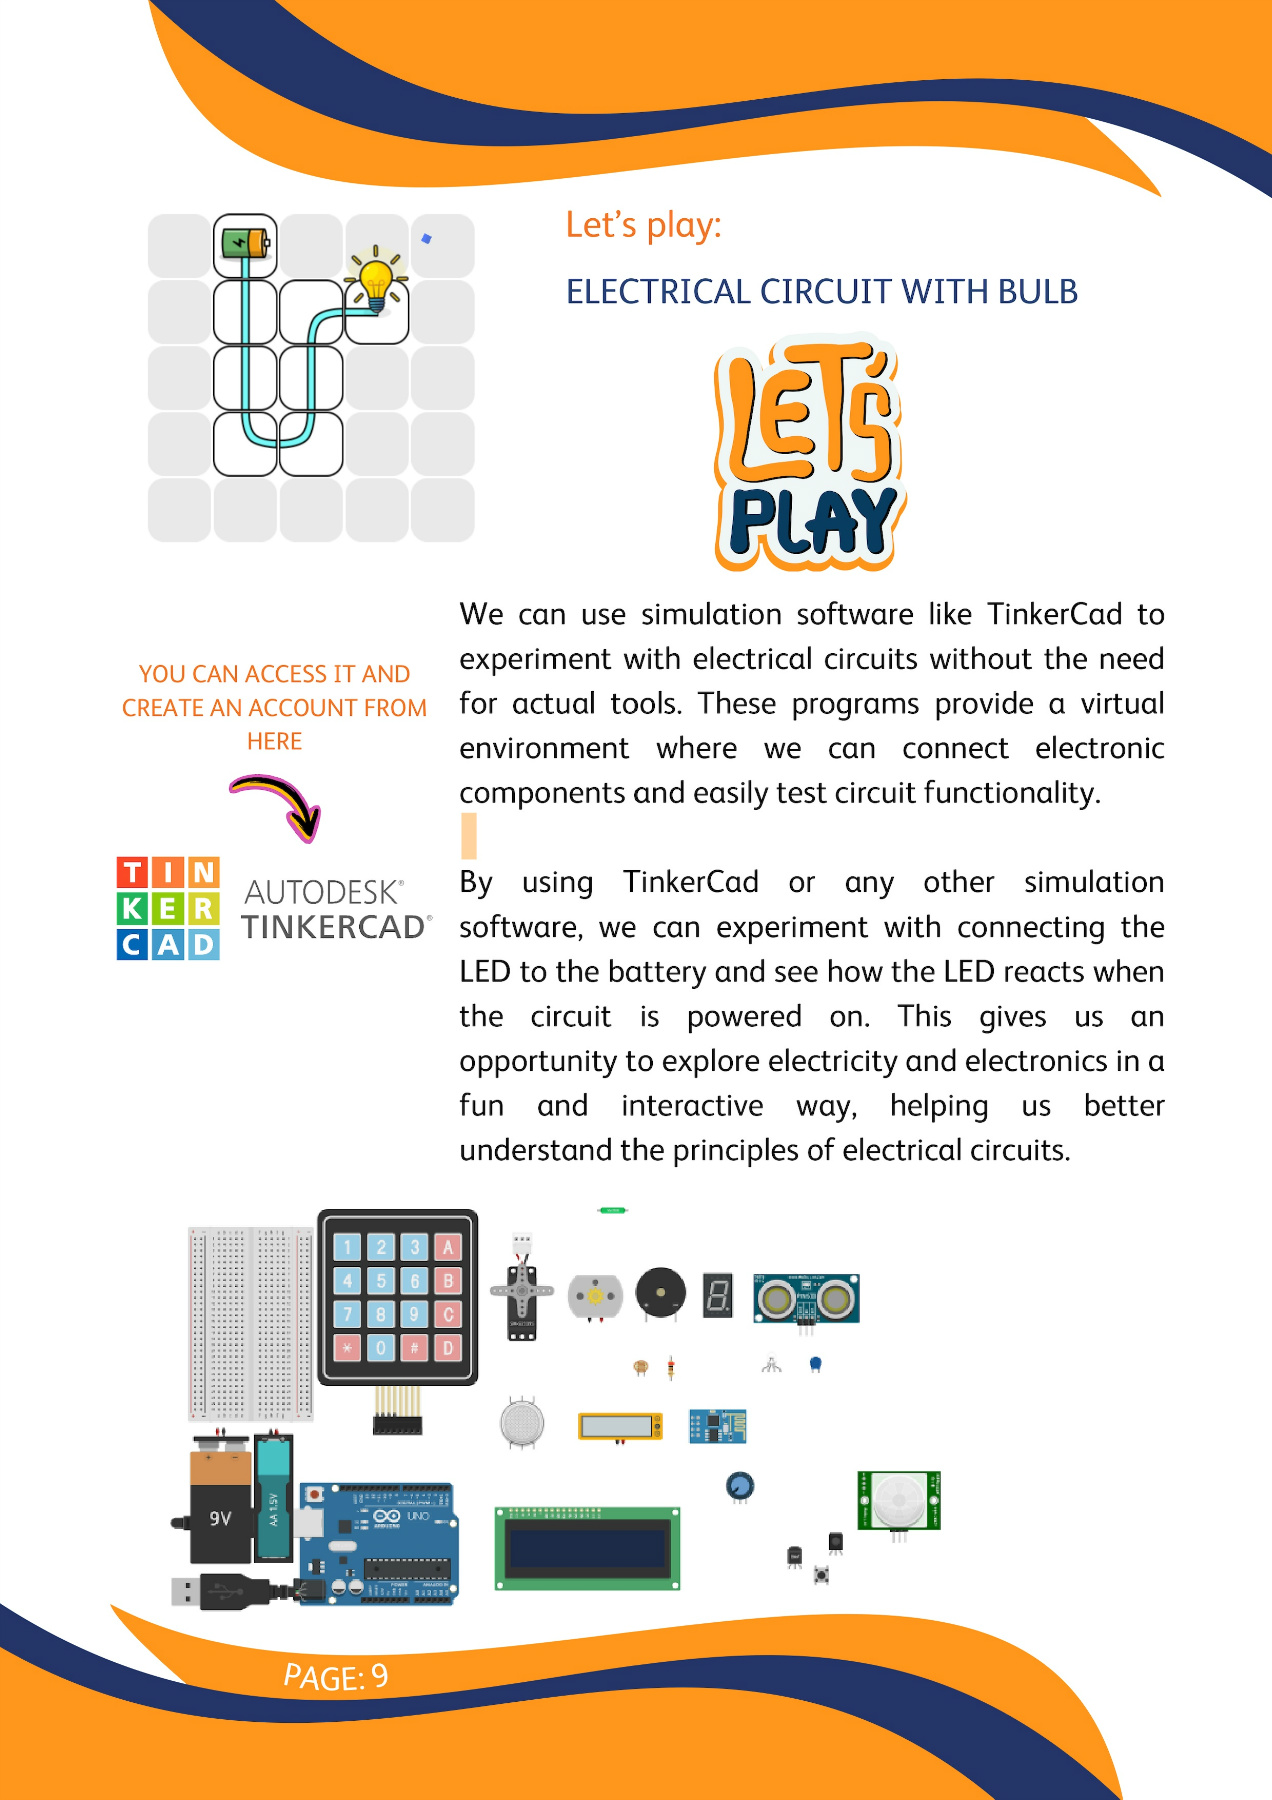 Let's play:
ELECTRICAL CIRCUIT WITH BULB
LET'S
PLAY
We can use simulation software like TinkerCad to
experiment with electrical circuits without the need
for actual tools. These programs provide a virtual
environment where we can connect electronic
components and easily test circuit functionality.
YOU CAN ACCESS IT AND
CREATE AN ACCOUNT FROM
HERE
TIN
KER
CAD
AUTODESK®
TINKERCAD®
By using TinkerCad or any other simulation
software, we can experiment with connecting the
LED to the battery and see how the LED reacts when
the circuit is powered on. This gives us an
opportunity to explore electricity and electronics in a
fun and interactive way, helping us better
understand the principles of electrical circuits.
1 2 3 A
4 5 6 B
7 8 9 C
* 0 # D
9V
AA 1.5V
UNO
ARDUINO
PAGE: 9